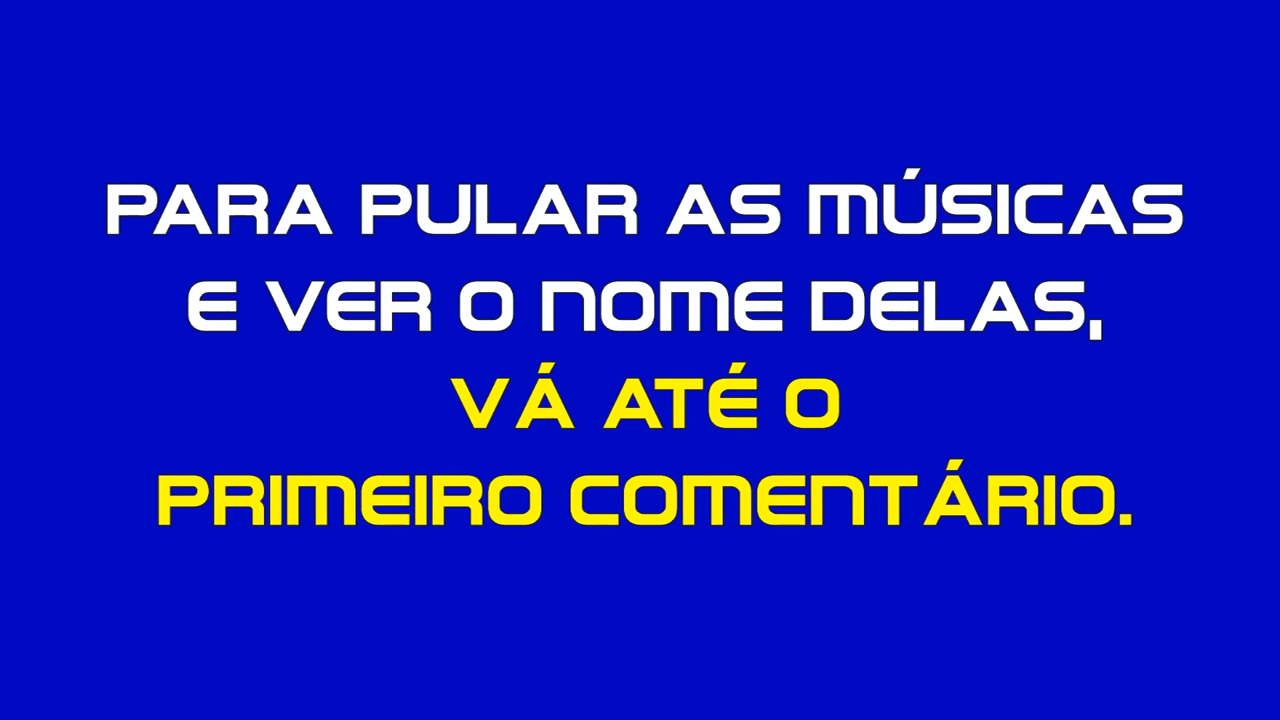 PARA PULAR AS MÚSICAS
E VER O NOME DELAS,
VÁ ATÉ O
PRIMEIRO COMENTÁRIO.